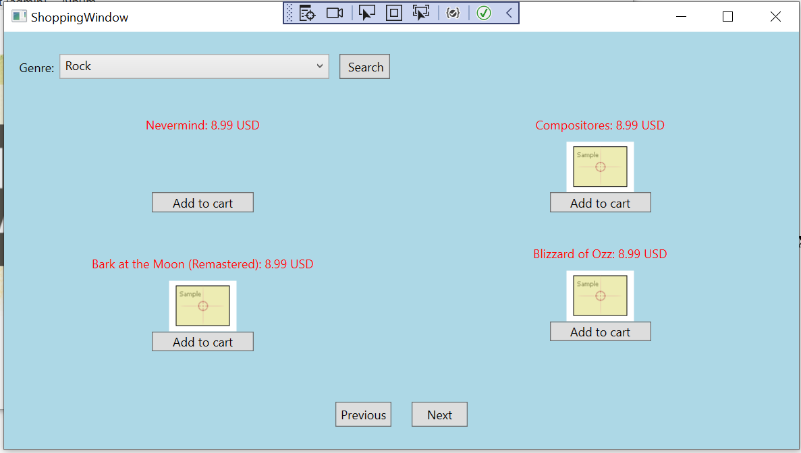 ShoppingWindow
Genre: Rock Search
Nevermind: 8.99 USD
Compositores: 8.99 USD
Sample
Add to cart
Add to cart
Bark at the Moon (Remastered): 8.99 USD
Blizzard of Ozz: 8.99 USD
Sample
Sample
Add to cart
Add to cart
Previous Next